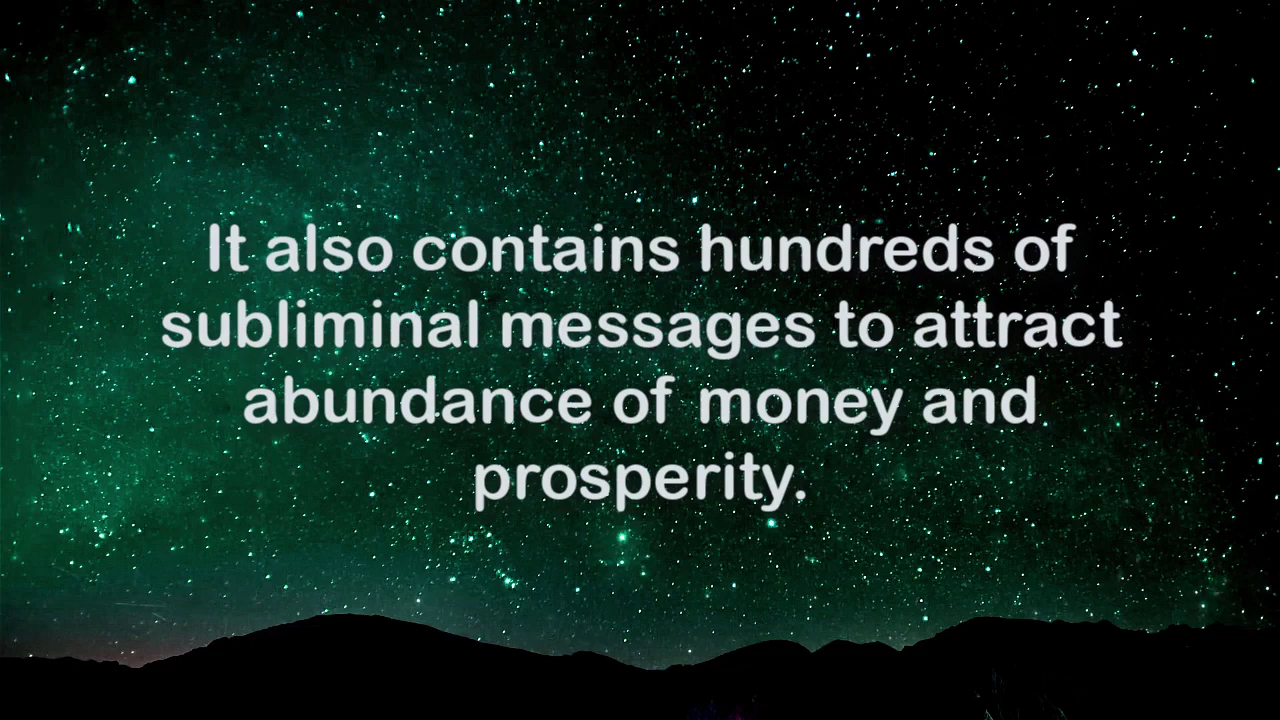 It also contains hundreds of
subliminal messages to attract
abundance of money and
prosperity.